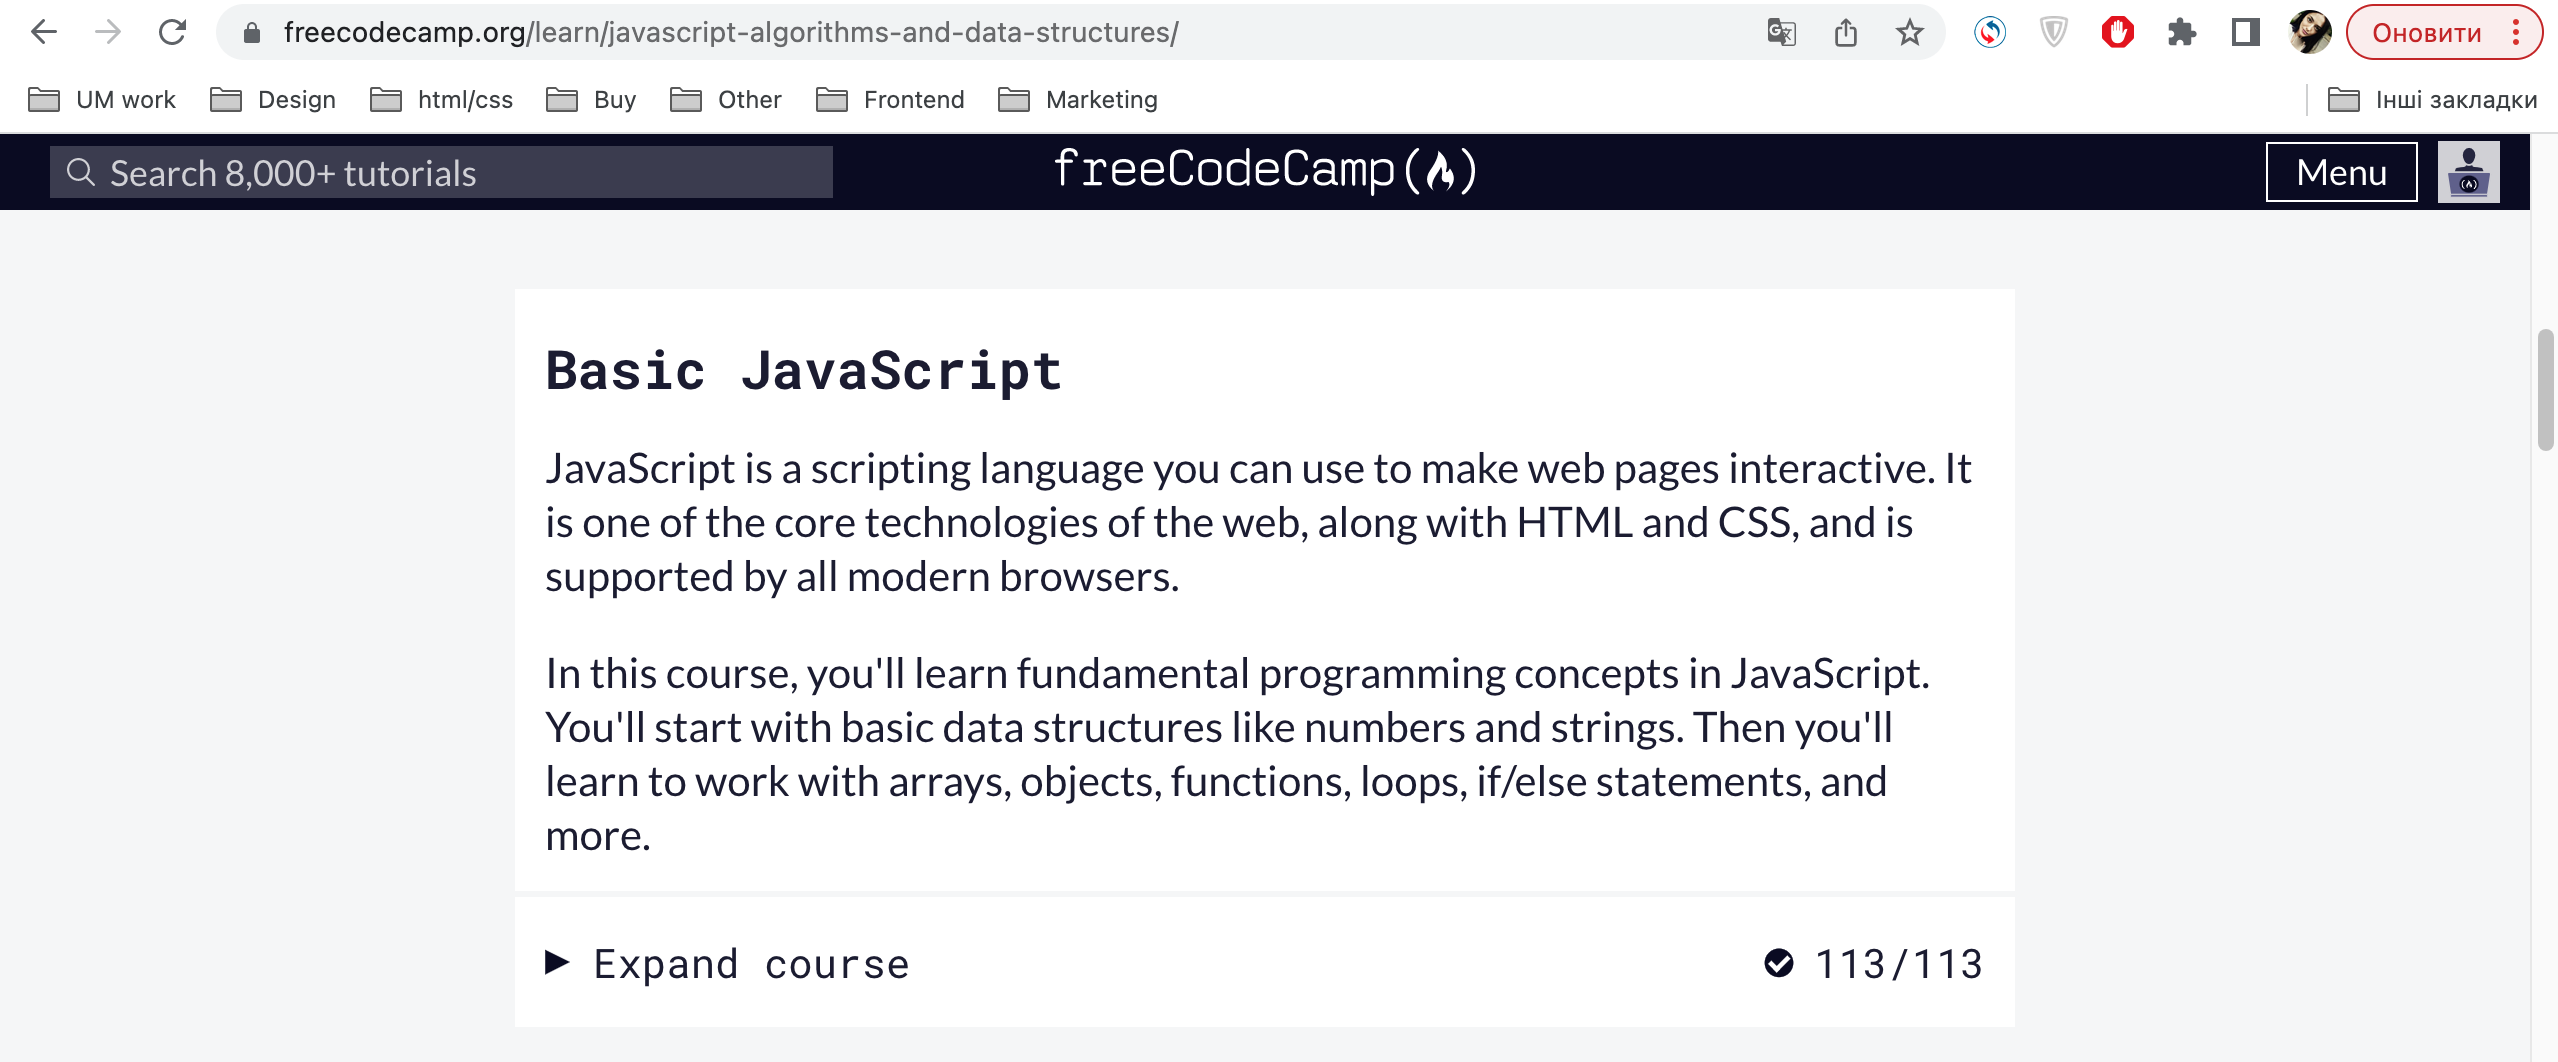 freecodecamp.org/learn/javascript-algorithms-and-data-structures/
Оновити
UM work
Design
html/css
Buy
Other
Frontend
Marketing
Інші закладки
Search 8,000+ tutorials
freeCodeCamp(🔥)
Menu
Basic JavaScript
JavaScript is a scripting language you can use to make web pages interactive. It
is one of the core technologies of the web, along with HTML and CSS, and is
supported by all modern browsers.
In this course, you'll learn fundamental programming concepts in JavaScript.
You'll start with basic data structures like numbers and strings. Then you'll
learn to work with arrays, objects, functions, loops, if/else statements, and
more.
Expand course
113/113